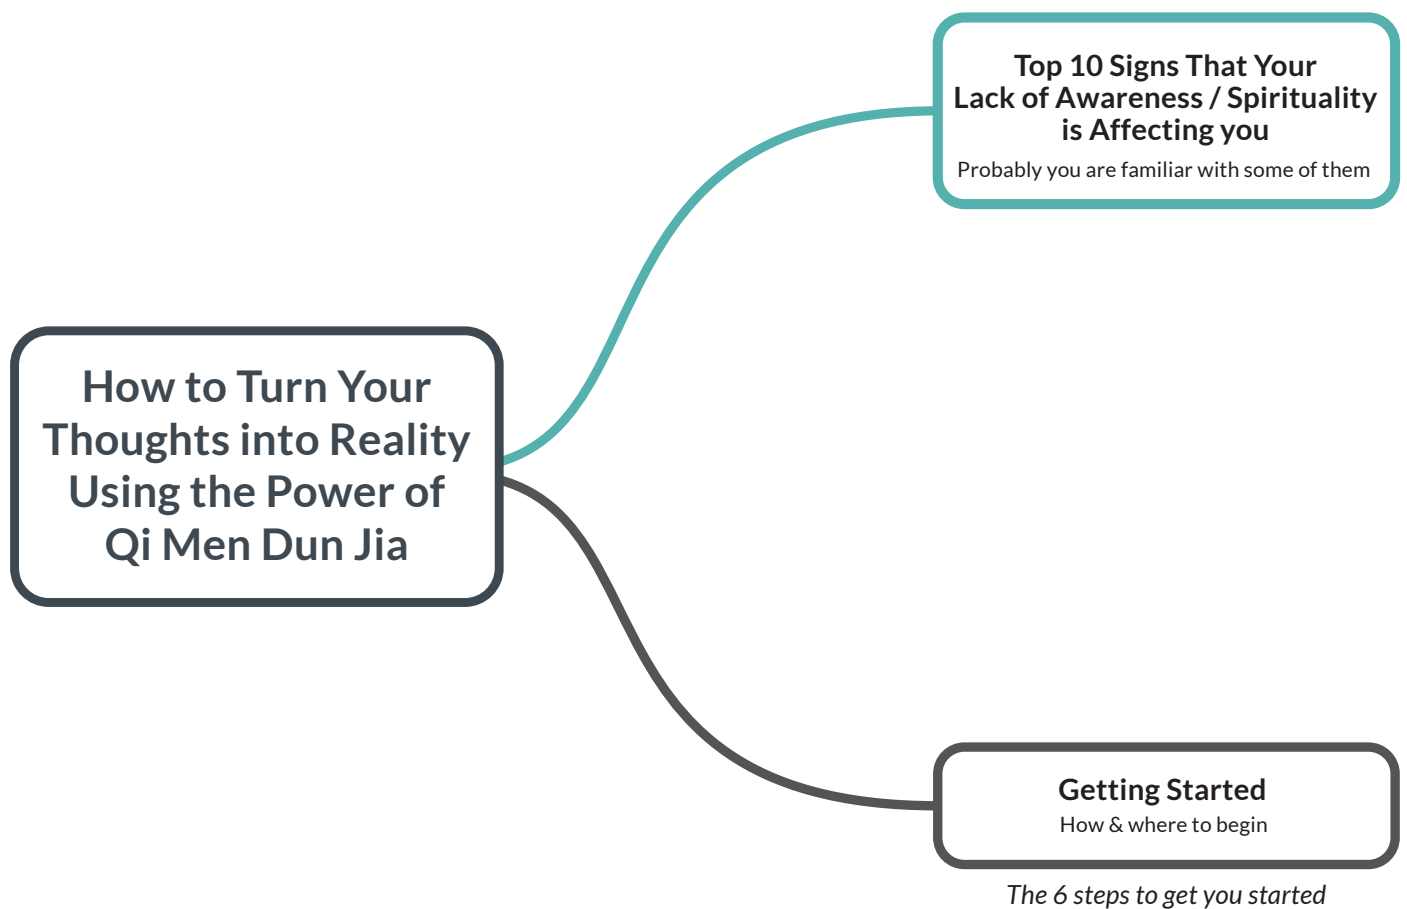 Top 10 Signs That Your
Lack of Awareness / Spirituality
is Affecting you
Probably you are familiar with some of them
How to Turn Your
Thoughts into Reality
Using the Power of
Qi Men Dun Jia
Getting Started
How & where to begin
The 6 steps to get you started